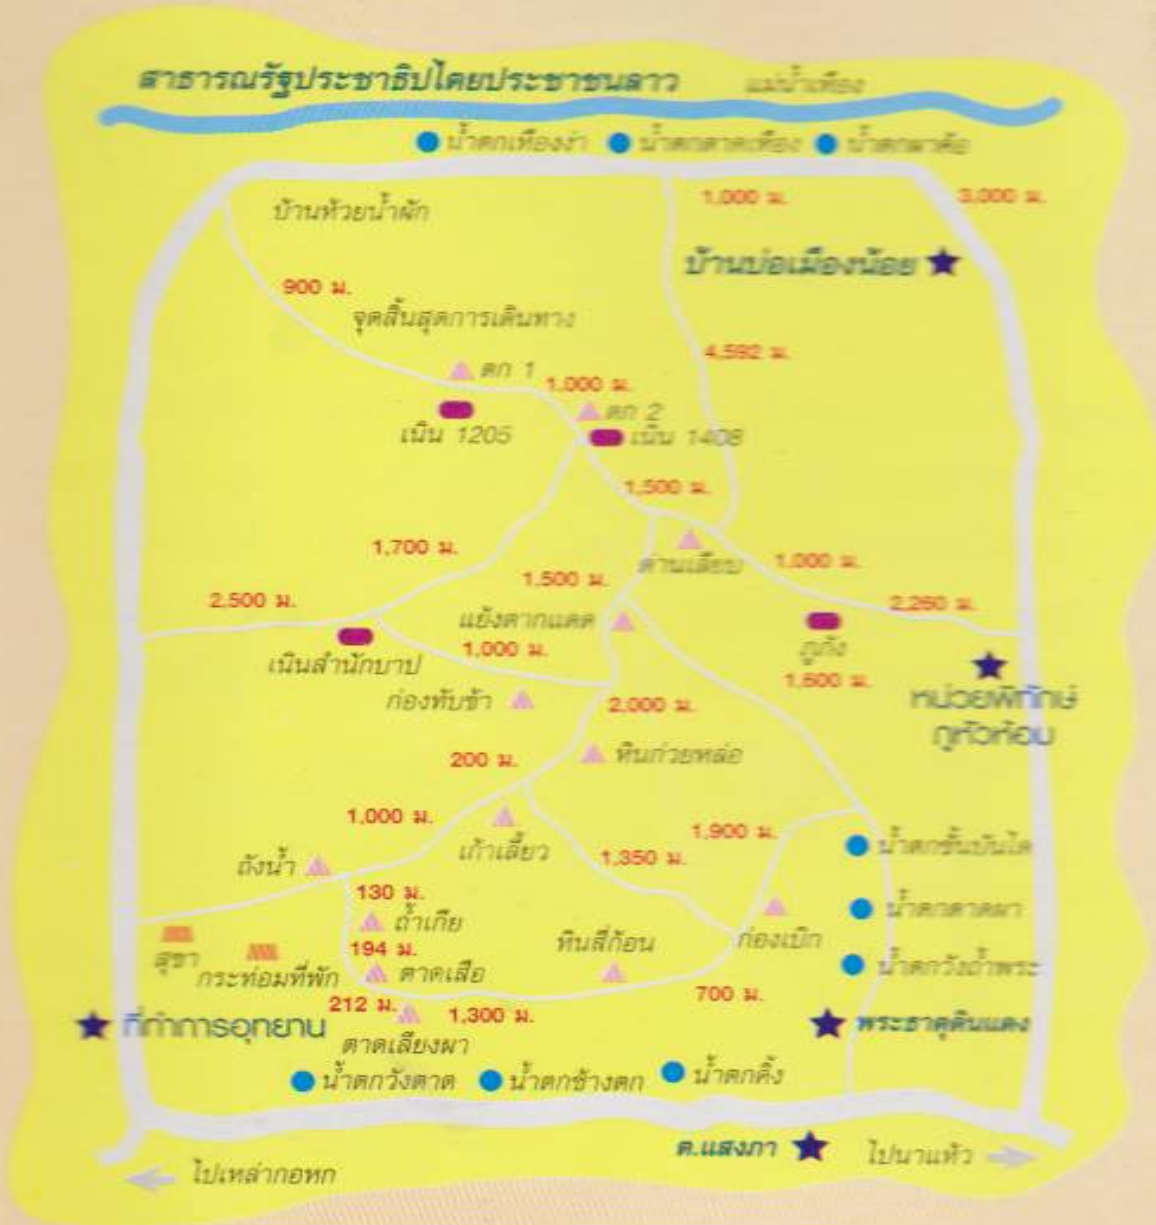 สาธารณรัฐประชาธิปไตยประชาชนลาว แม่น้ำเหือง
น้ำตกเหืองง่า น้ำตกตาดเหือง น้ำตกผาค้อ
1,000 ม. 3,000 ม.
บ้านห้วยน้ำผัก
บ้านบ่อเมืองน้อย
900 ม.
จุดสิ้นสุดการเดินทาง
4,592 ม.
ตก 1 1,000 ม.
ตก 2
เนิน 1205 เนิน 1408
1,500 ม.
1,700 ม.
ด่านเลียบ 1,000 ม.
1,500 ม.
2,500 ม. 2,260 ม.
แย้งตากแดด
เนินสำนักบาป 1,000 ม. ภูภัง
1,600 ม.
ก่องทับช้า 2,000 ม. หน่วยพิทักษ์
ภูหัวห้อม
200 ม. หินก่วยหล่อ
1,000 ม. 1,900 ม.
เก้าเลี้ยว 1,350 ม. น้ำตกชั้นบันได
ถังน้ำ
130 ม.
ถ้ำเกีย น้ำตกตาดผา
194 ม. หินสี่ก้อน ก่องเบิก
สุขา กระท่อมที่พัก ตาดเสือ น้ำตกวังถ้ำพระ
212 ม. 1,300 ม. 700 ม.
ที่ทำการอุทยาน พระธาตุดินแดง
ตาดเลียงผา
น้ำตกวังตาด น้ำตกช้างตก น้ำตกติ้ง
ต.แสงภา ไปนาแห้ว
ไปเหล่ากอหก